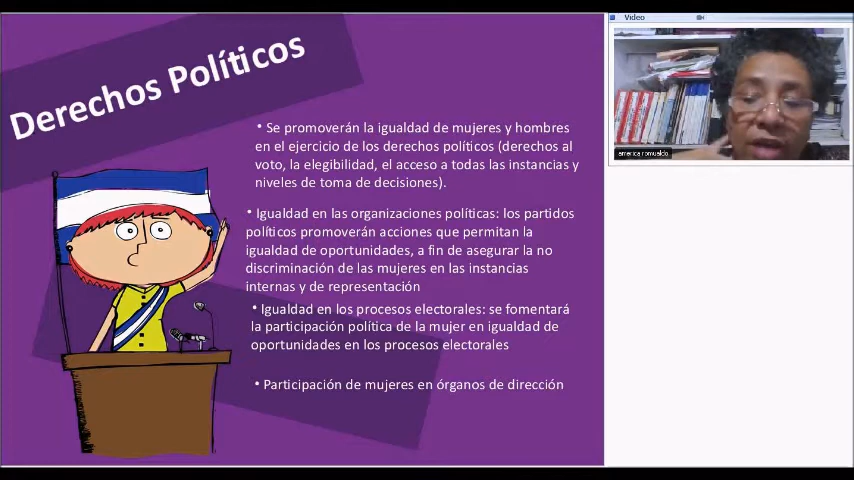 Video
Derechos Políticos
• Se promoverán la igualdad de mujeres y hombres
en el ejercicio de los derechos políticos (derechos al
voto, la elegibilidad, el acceso a todas las instancias y
niveles de toma de decisiones).
• Igualdad en las organizaciones políticas: los partidos
políticos promoverán acciones que permitan la
igualdad de oportunidades, a fin de asegurar la no
discriminación de las mujeres en las instancias
internas y de representación
• Igualdad en los procesos electorales: se fomentará
la participación política de la mujer en igualdad de
oportunidades en los procesos electorales
• Participación de mujeres en órganos de dirección
america romualdo